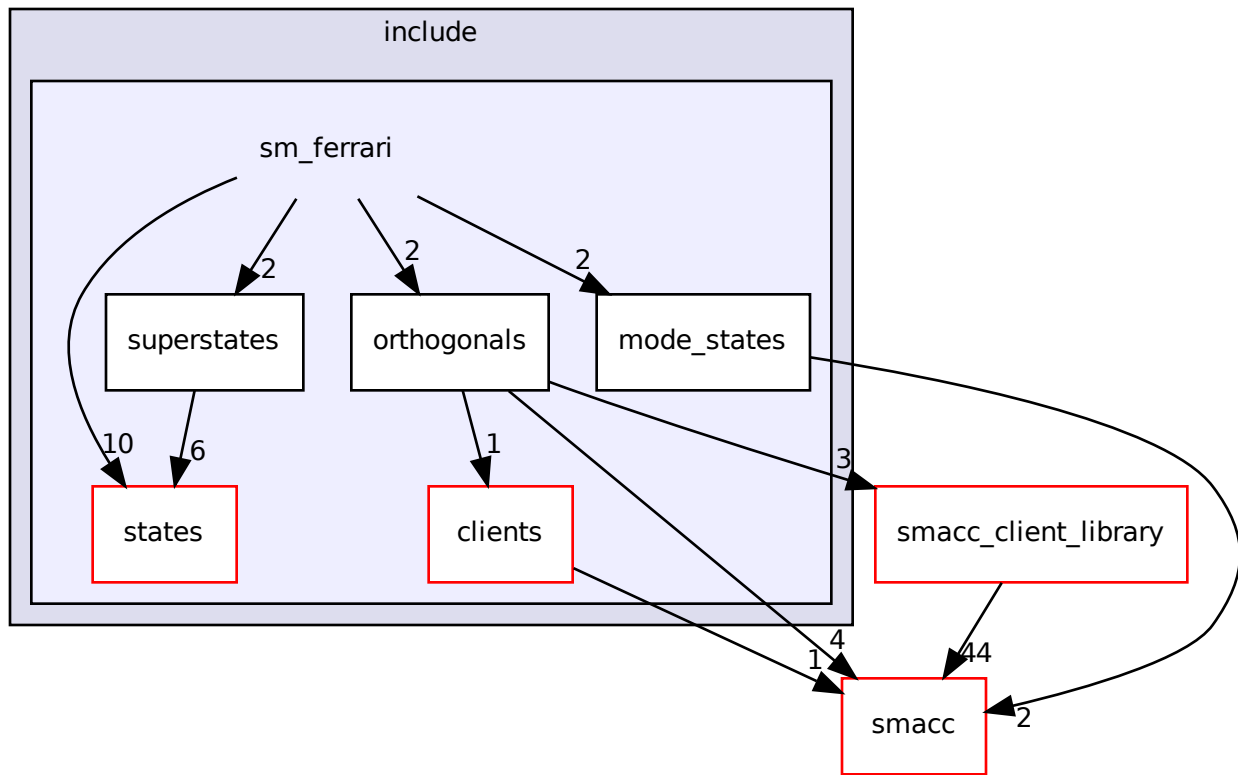 include
sm_ferrari
2
2
2
superstates
orthogonals
mode_states
10
6
1
3
states
clients
smacc_client_library
4
1
44
2
smacc